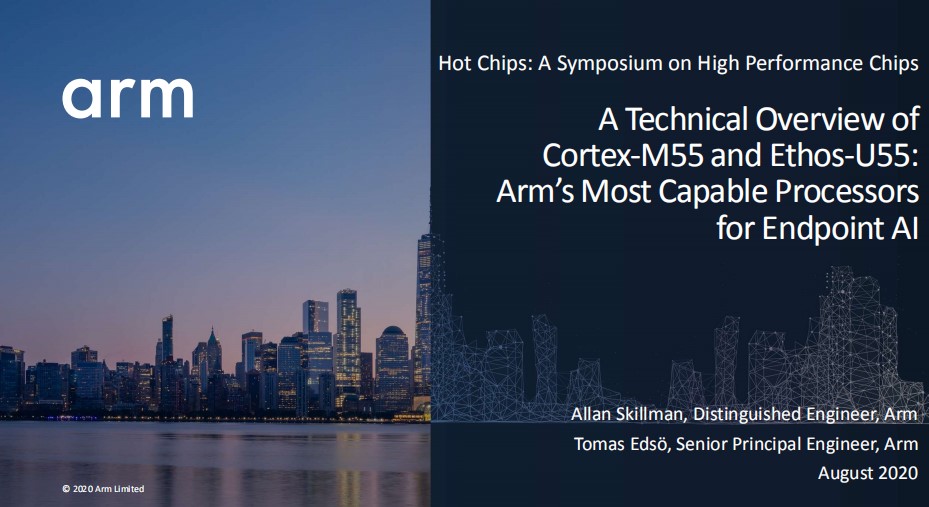 arm
Hot Chips: A Symposium on High Performance Chips
A Technical Overview of
Cortex-M55 and Ethos-U55:
Arm's Most Capable Processors
for Endpoint AI
Allan Skillman, Distinguished Engineer, Arm
Tomas Edsö, Senior Principal Engineer, Arm
August 2020
© 2020 Arm Limited